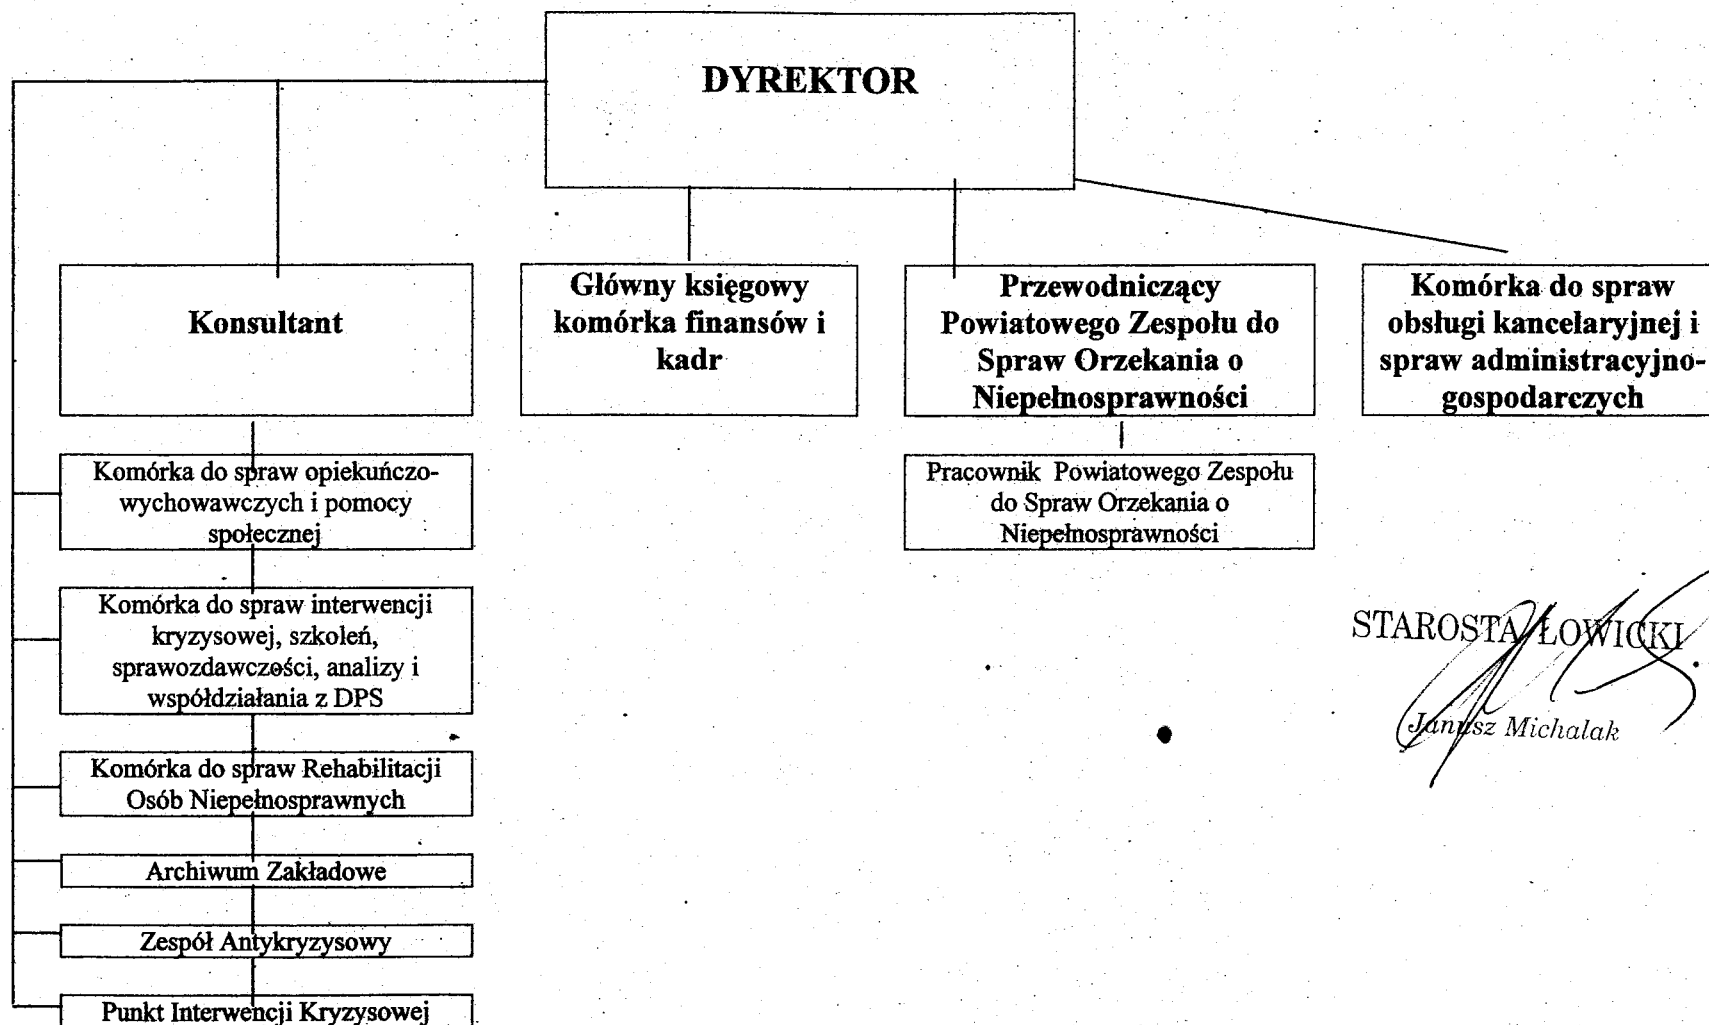 DYREKTOR
Konsultant
Główny księgowy
komórka finansów i
kadr
Przewodniczący
Powiatowego Zespołu do
Spraw Orzekania o
Niepełnosprawności
Komórka do spraw
obsługi kancelaryjnej i
spraw administracyjno-
gospodarczych
Komórka do spraw opiekuńczo-
wychowawczych i pomocy
społecznej
Pracownik Powiatowego Zespołu
do Spraw Orzekania o
Niepełnosprawności
Komórka do spraw interwencji
kryzysowej, szkoleń,
sprawozdawczości, analizy i
współdziałania z DPS
Komórka do spraw Rehabilitacji
Osób Niepełnosprawnych
Archiwum Zakładowe
Zespół Antykryzysowy
Punkt Interwencji Kryzysowej
STAROSTA ŁOWICKI
Janusz Michalak